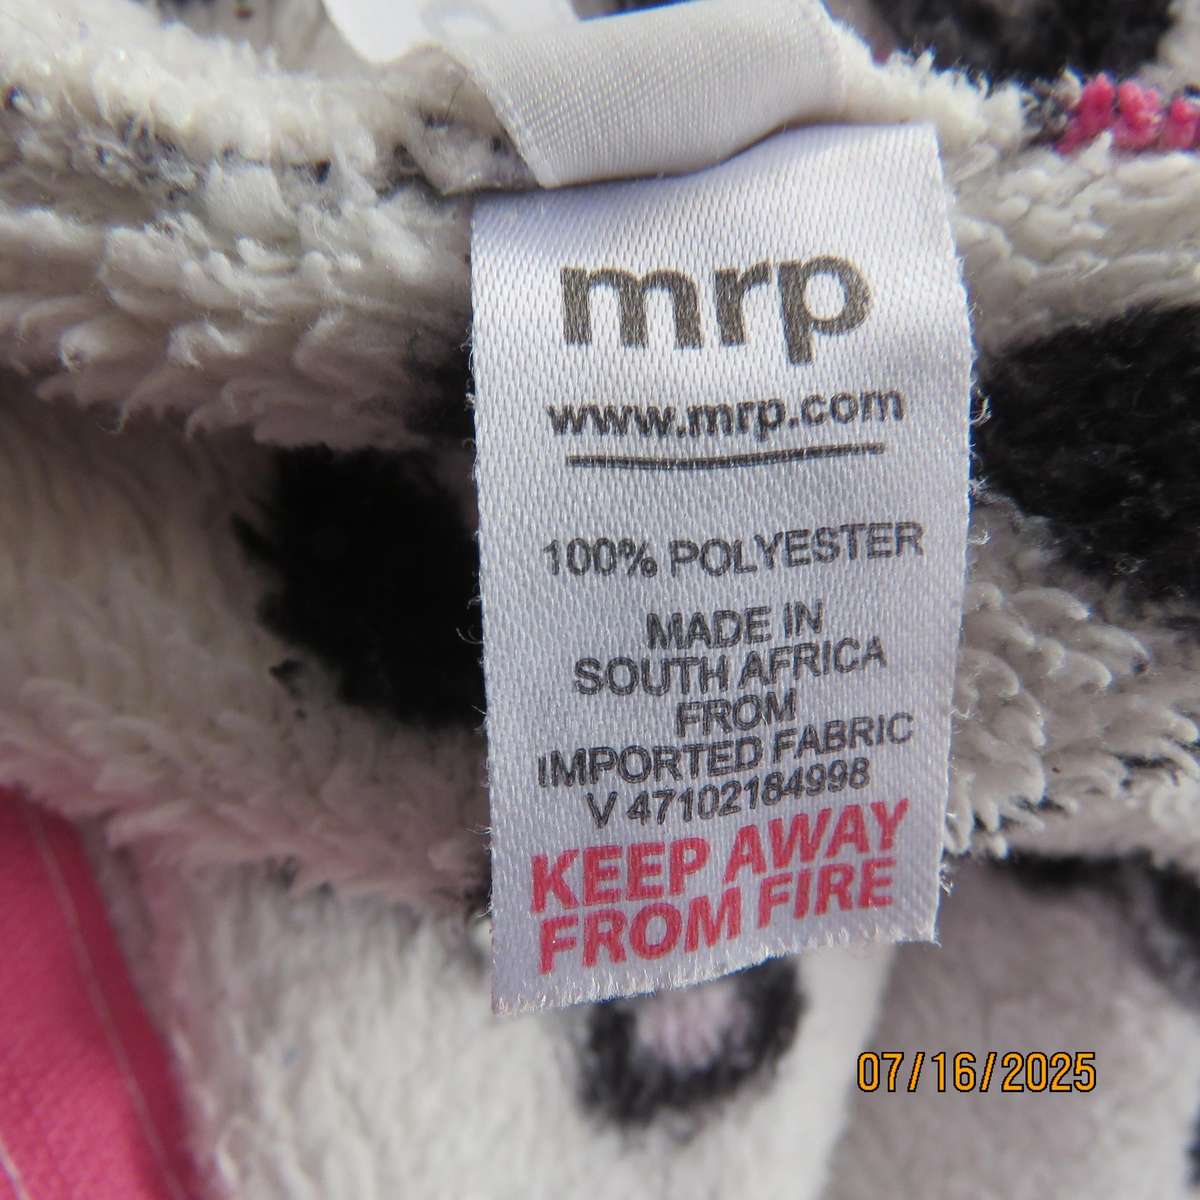 mrp
www.mrp.com
100% POLYESTER
MADE IN
SOUTH AFRICA
FROM
IMPORTED FABRIC
V 47102184998
KEEP AWAY
FROM FIRE
07/16/2025